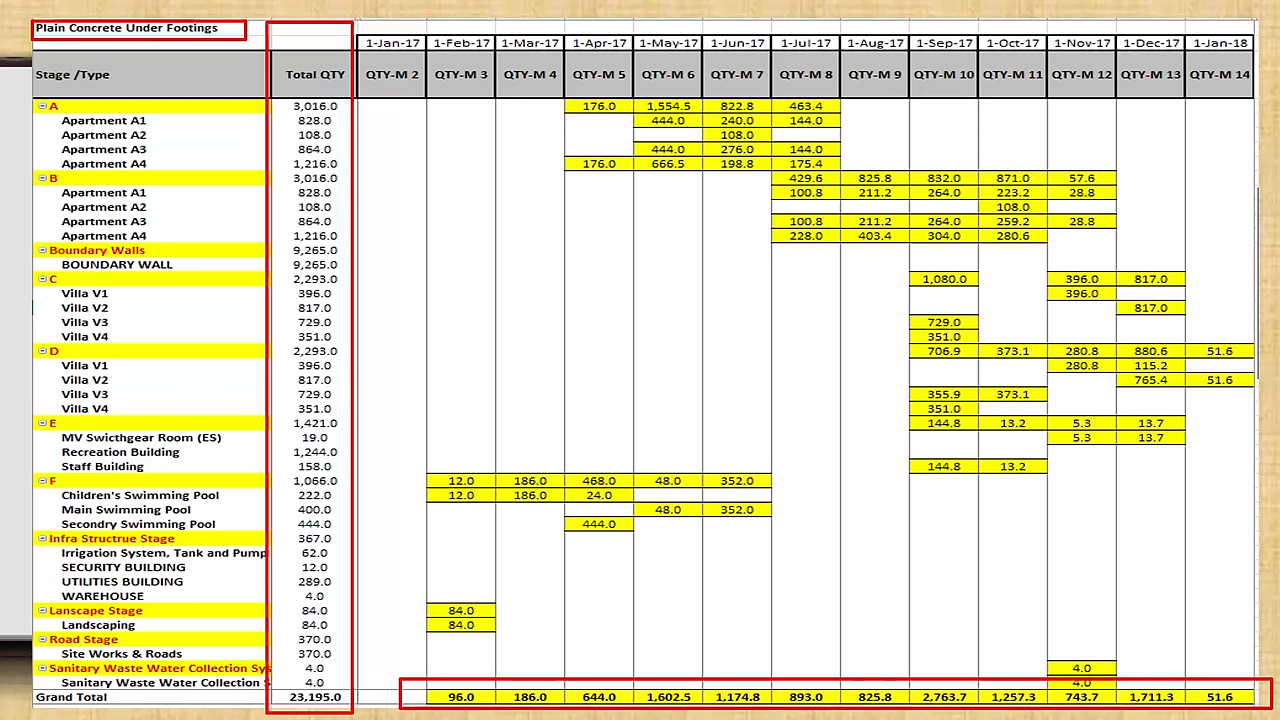 Plain Concrete Under Footings
1-Jan-17 1-Feb-17 1-Mar-17 1-Apr-17 1-May-17 1-Jun-17 1-Jul-17 1-Aug-17 1-Sep-17 1-Oct-17 1-Nov-17 1-Dec-17 1-Jan-18
Stage /Type Total QTY QTY-M 2 QTY-M 3 QTY-M 4 QTY-M 5 QTY-M 6 QTY-M 7 QTY-M 8 QTY-M 9 QTY-M 10 QTY-M 11 QTY-M 12 QTY-M 13 QTY-M 14
A 3,016.0 176.0 1,554.5 822.8 463.4
Apartment A1 828.0 444.0 240.0 144.0
Apartment A2 108.0 108.0
Apartment A3 864.0 444.0 276.0 144.0
Apartment A4 1,216.0 176.0 666.5 198.8 175.4
B 3,016.0 429.6 825.8 832.0 871.0 57.6
Apartment A1 828.0 100.8 211.2 264.0 223.2 28.8
Apartment A2 108.0 108.0
Apartment A3 864.0 100.8 211.2 264.0 259.2 28.8
Apartment A4 1,216.0 228.0 403.4 304.0 280.6
Boundary Walls 9,265.0
BOUNDARY WALL 9,265.0
C 2,293.0 1,080.0 396.0 817.0
Villa V1 396.0 396.0
Villa V2 817.0 817.0
Villa V3 729.0 729.0
Villa V4 351.0 351.0
D 2,293.0 706.9 373.1 280.8 880.6 51.6
Villa V1 396.0 280.8 115.2
Villa V2 817.0 765.4 51.6
Villa V3 729.0 355.9 373.1
Villa V4 351.0 351.0
E 1,421.0 144.8 13.2 5.3 13.7
MV Swicthgear Room (ES) 19.0 5.3 13.7
Recreation Building 1,244.0
Staff Building 158.0 144.8 13.2
F 1,066.0 12.0 186.0 468.0 48.0 352.0
Children's Swimming Pool 222.0 12.0 186.0 24.0
Main Swimming Pool 400.0 48.0 352.0
Secondry Swimming Pool 444.0 444.0
Infra Structrue Stage 367.0
Irrigation System, Tank and Pump 62.0
SECURITY BUILDING 12.0
UTILITIES BUILDING 289.0
WAREHOUSE 4.0
Lanscape Stage 84.0 84.0
Landscaping 84.0 84.0
Road Stage 370.0
Site Works & Roads 370.0
Sanitary Waste Water Collection Sys 4.0 4.0
Sanitary Waste Water Collection S 4.0 4.0
Grand Total 23,195.0 96.0 186.0 644.0 1,602.5 1,174.8 893.0 825.8 2,763.7 1,257.3 743.7 1,711.3 51.6